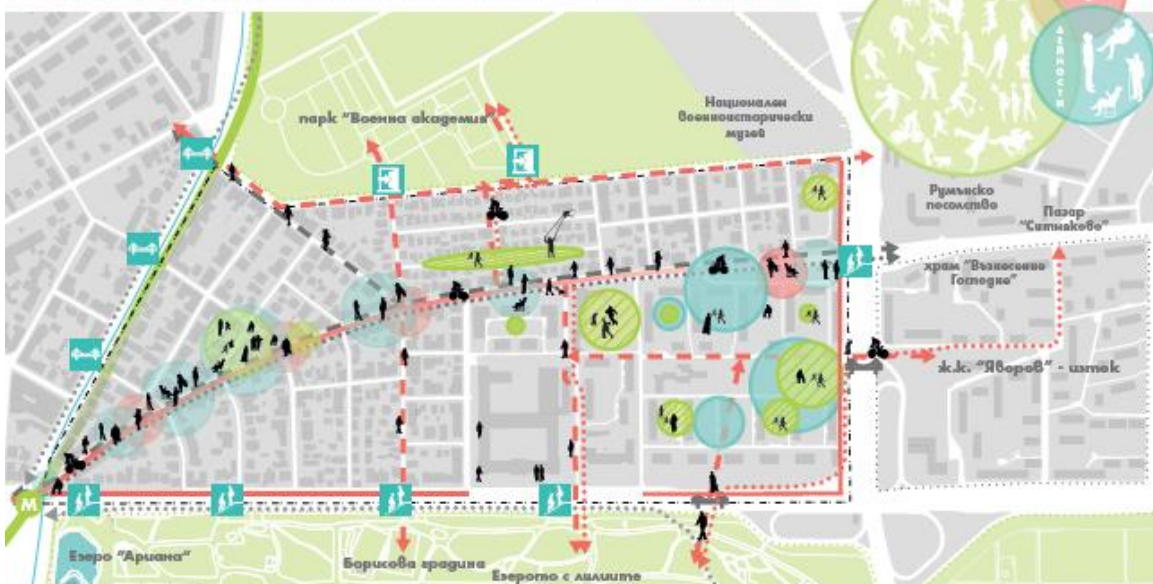 ДЕЙНОСТИ
парк "Военна академия"
Национален
военноисторически
музей
Румънско
посолство
Пазар
"Ситняково"
храм "Възнесение
Господне"
ж.к. "Яворов" - изток
М
Езеро "Ариана"
Борисова градина
Езерото с лилиите